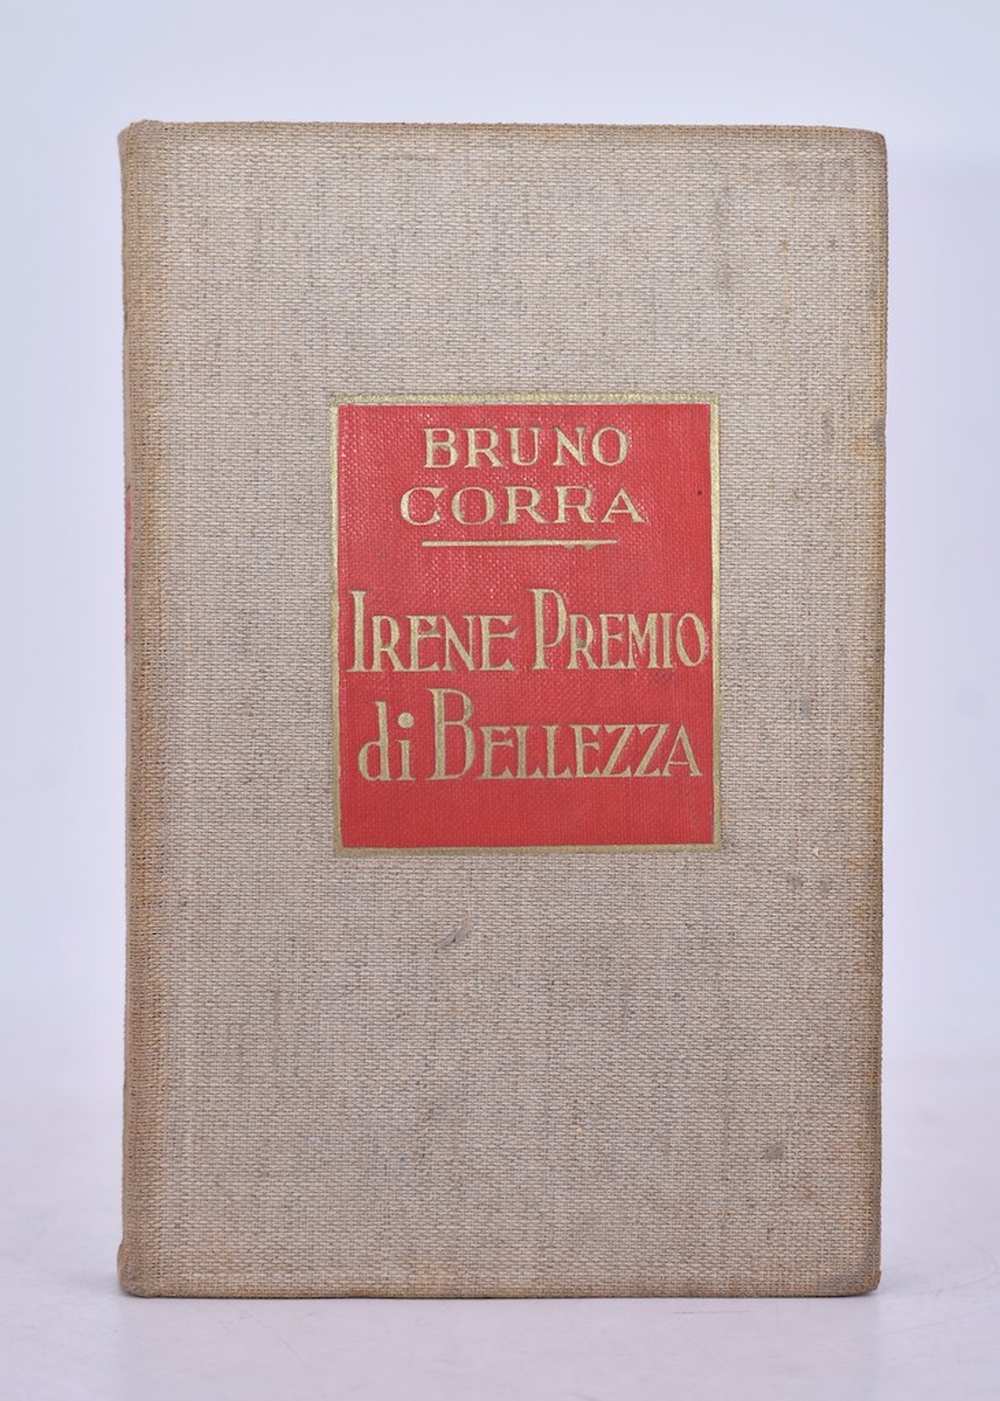 BRUNO
CORRA
IRENE PREMIO
di BELLEZZA